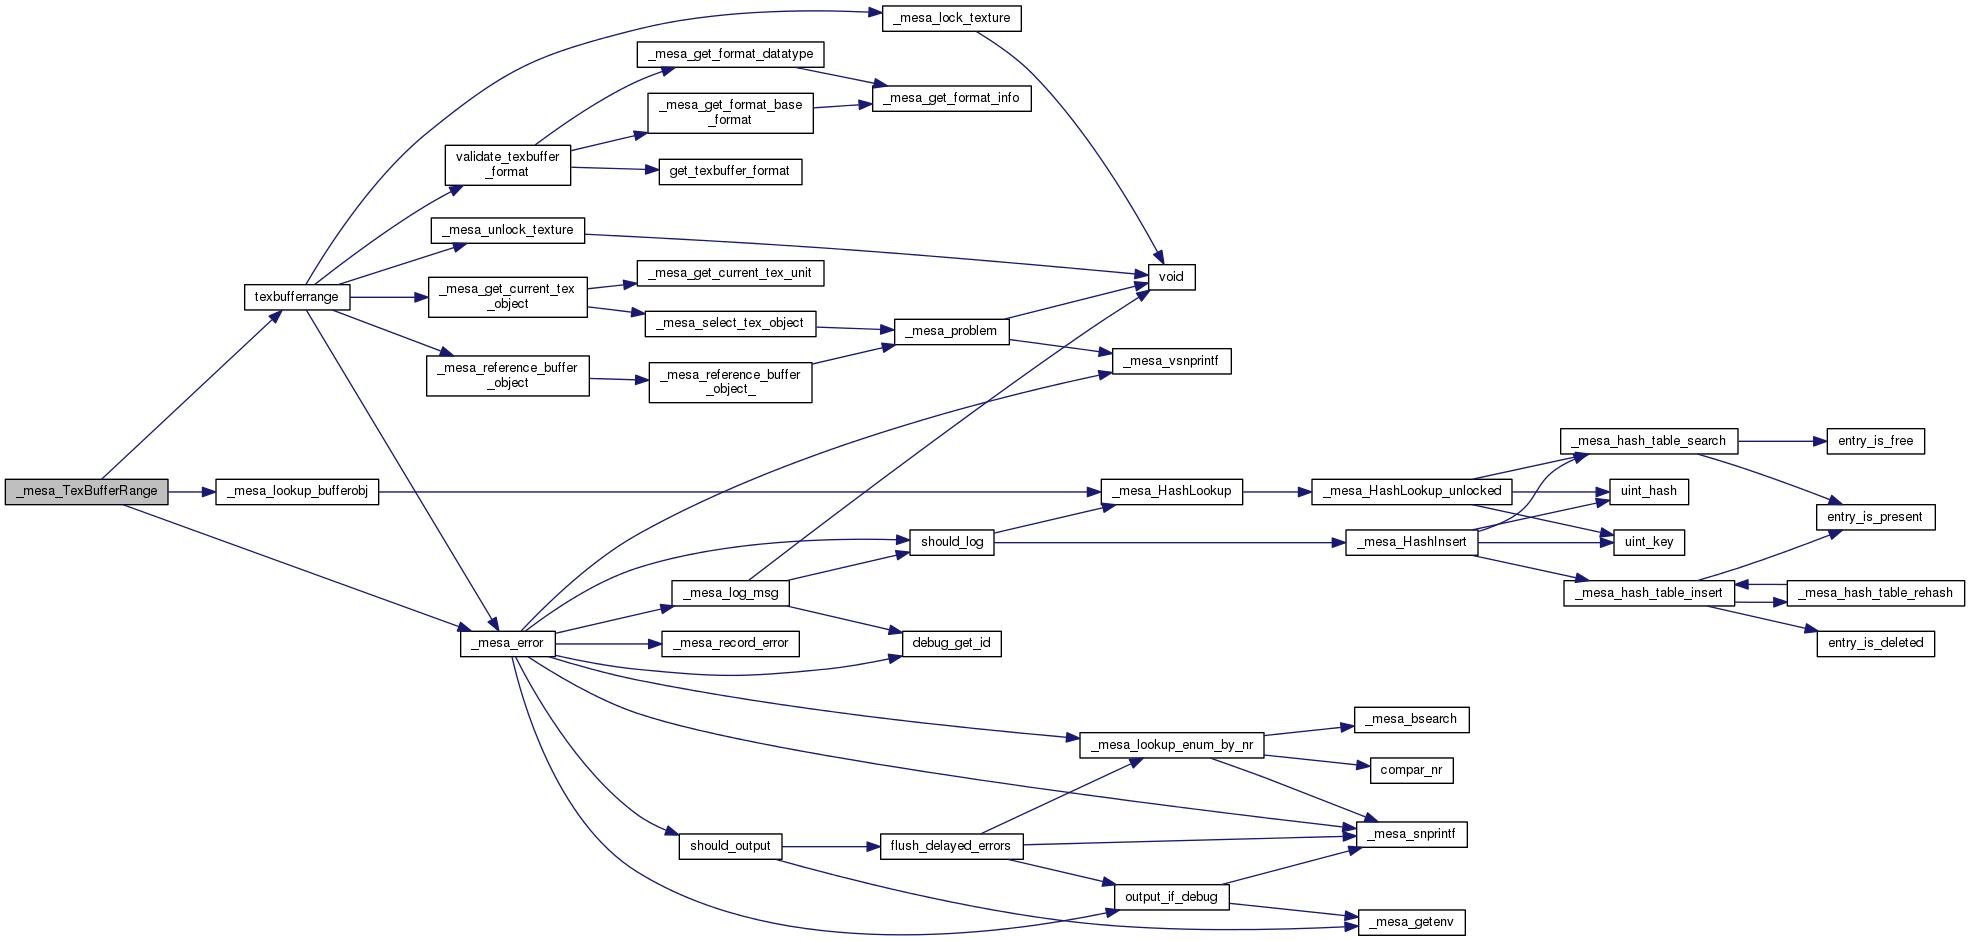 _mesa_lock_texture
_mesa_get_format_datatype
_mesa_get_format_info
_mesa_get_format_base
_format
validate_texbuffer
_format
get_texbuffer_format
_mesa_unlock_texture
_mesa_get_current_tex_unit
void
texbufferrange
_mesa_get_current_tex
_object
_mesa_select_tex_object
_mesa_problem
_mesa_vsnprintf
_mesa_reference_buffer
_object
_mesa_reference_buffer
_object_
_mesa_hash_table_search
entry_is_free
_mesa_TexBufferRange
_mesa_lookup_bufferobj
_mesa_HashLookup
_mesa_HashLookup_unlocked
uint_hash
entry_is_present
should_log
_mesa_HashInsert
uint_key
_mesa_log_msg
_mesa_hash_table_insert
_mesa_hash_table_rehash
_mesa_error
_mesa_record_error
debug_get_id
entry_is_deleted
_mesa_bsearch
_mesa_lookup_enum_by_nr
compar_nr
_mesa_snprintf
should_output
flush_delayed_errors
output_if_debug
_mesa_getenv